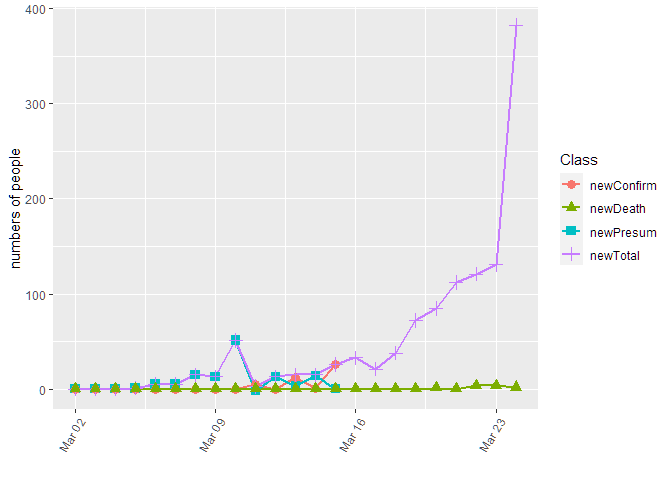 400
300
200
100
0
numbers of people
Mar 02
Mar 09
Mar 16
Mar 23
Class
newConfirm
newDeath
newPresum
newTotal